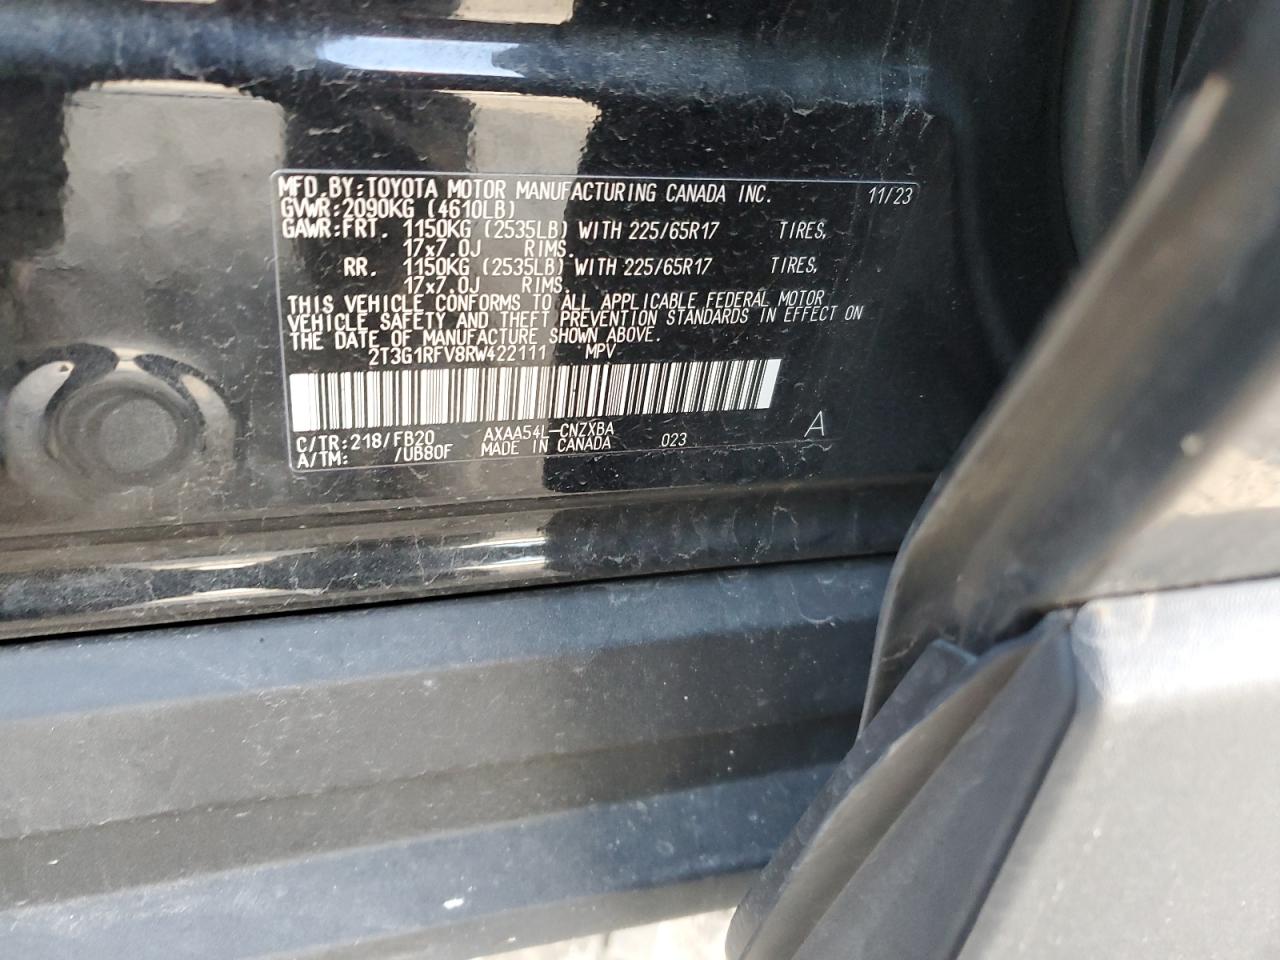 MFD.BY:TOYOTA MOTOR MANUFACTURING CANADA INC. 11/23
GVWR:2090KG (4610LB)
GAWR:FRT. 1150KG (2535LB) WITH 225/65R17 TIRES,
17x7.0J RIMS.
RR. 1150KG (2535LB) WITH 225/65R17 TIRES,
17x7.0J RIMS.
THIS VEHICLE CONFORMS TO ALL APPLICABLE FEDERAL MOTOR
VEHICLE SAFETY AND THEFT PREVENTION STANDARDS IN EFFECT ON
THE DATE OF MANUFACTURE SHOWN ABOVE.
2T3G1RFV8RW422111 MPV
C/TR:218/FB20 AXAA54L-CNZXBA 023 A
A/TM: /UB80F MADE IN CANADA